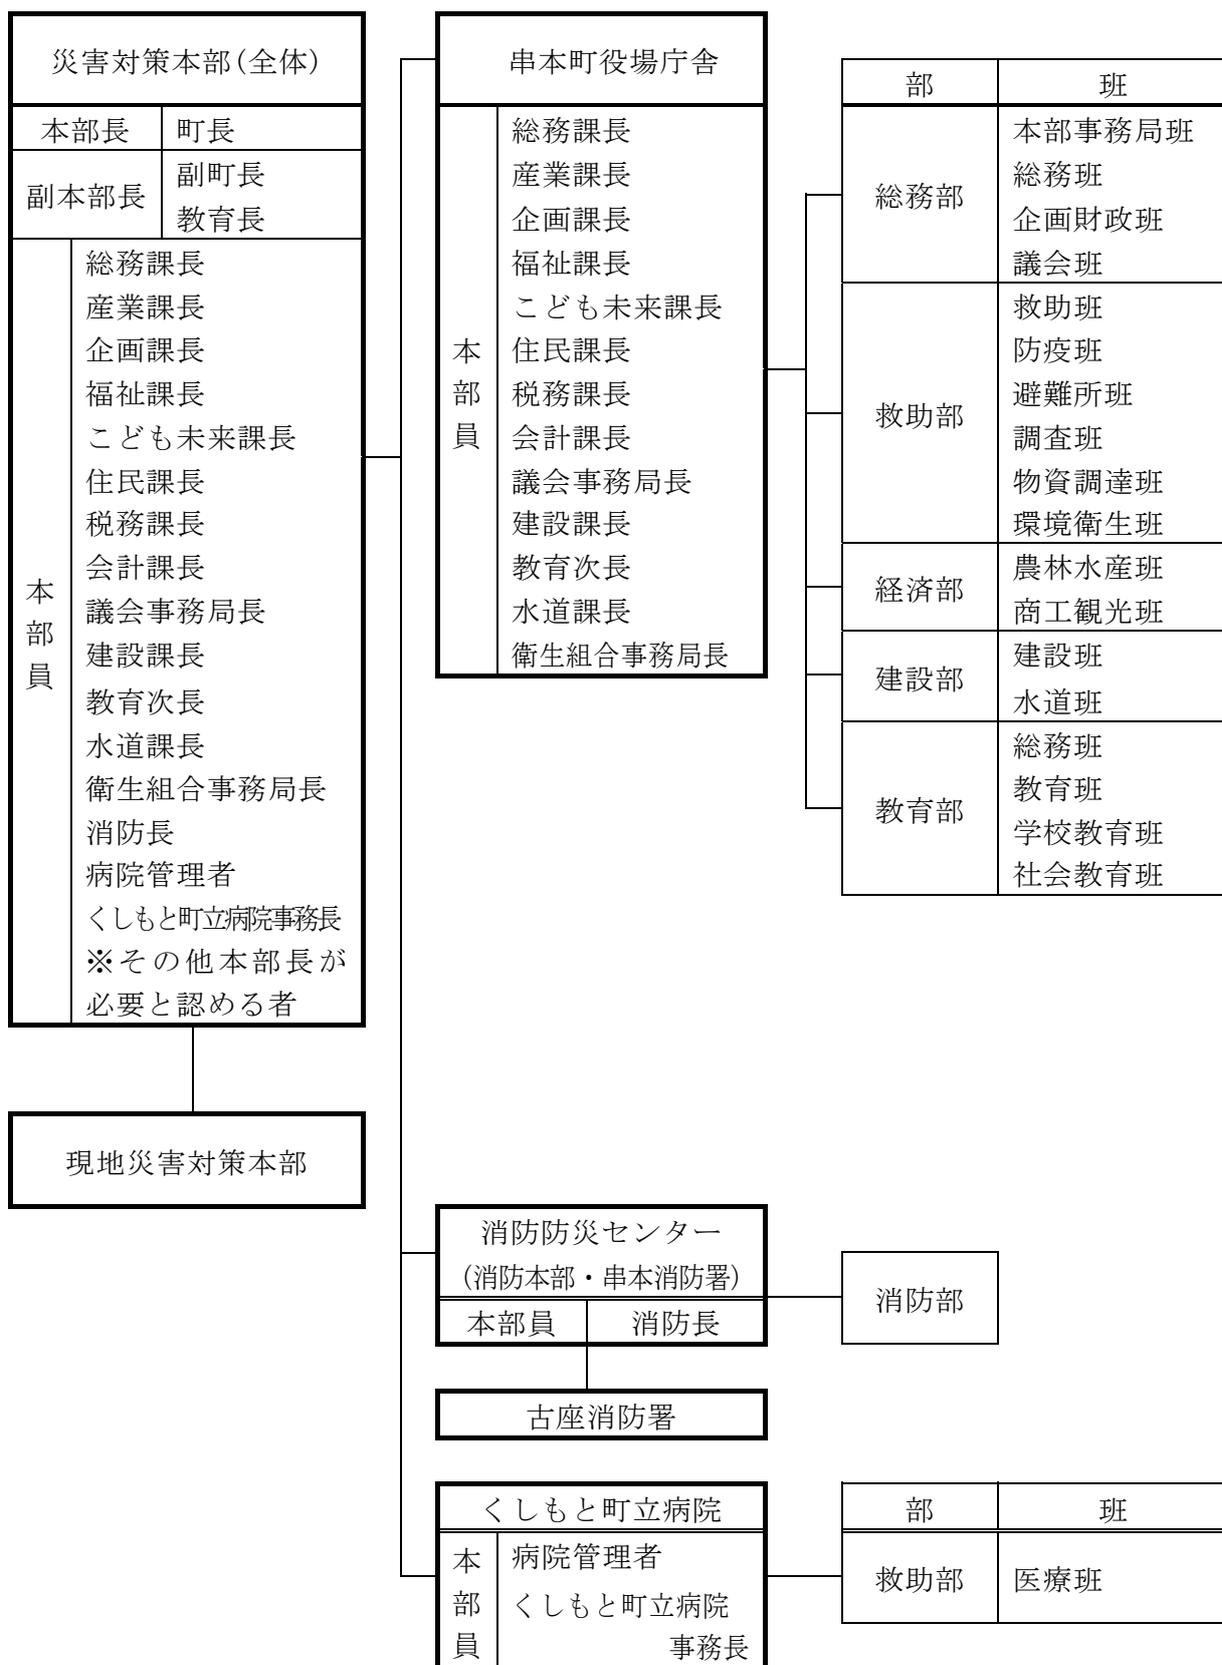 災害対策本部(全体)
本部長 町長
副本部長 副町長
教育長
本部員
総務課長
産業課長
企画課長
福祉課長
こども未来課長
住民課長
税務課長
会計課長
議会事務局長
建設課長
教育次長
水道課長
衛生組合事務局長
消防長
病院管理者
くしもと町立病院事務長
※その他本部長が
必要と認める者
現地災害対策本部
串本町役場庁舎
本部員
総務課長
産業課長
企画課長
福祉課長
こども未来課長
住民課長
税務課長
会計課長
議会事務局長
建設課長
教育次長
水道課長
衛生組合事務局長
部 班
総務部
本部事務局班
総務班
企画財政班
議会班
救助部
救助班
防疫班
避難所班
調査班
物資調達班
環境衛生班
経済部
農林水産班
商工観光班
建設部
建設班
水道班
教育部
総務班
教育班
学校教育班
社会教育班
消防防災センター
(消防本部・串本消防署)
本部員 消防長
消防部
古座消防署
くしもと町立病院
本部員
病院管理者
くしもと町立病院
事務長
部 班
救助部 医療班